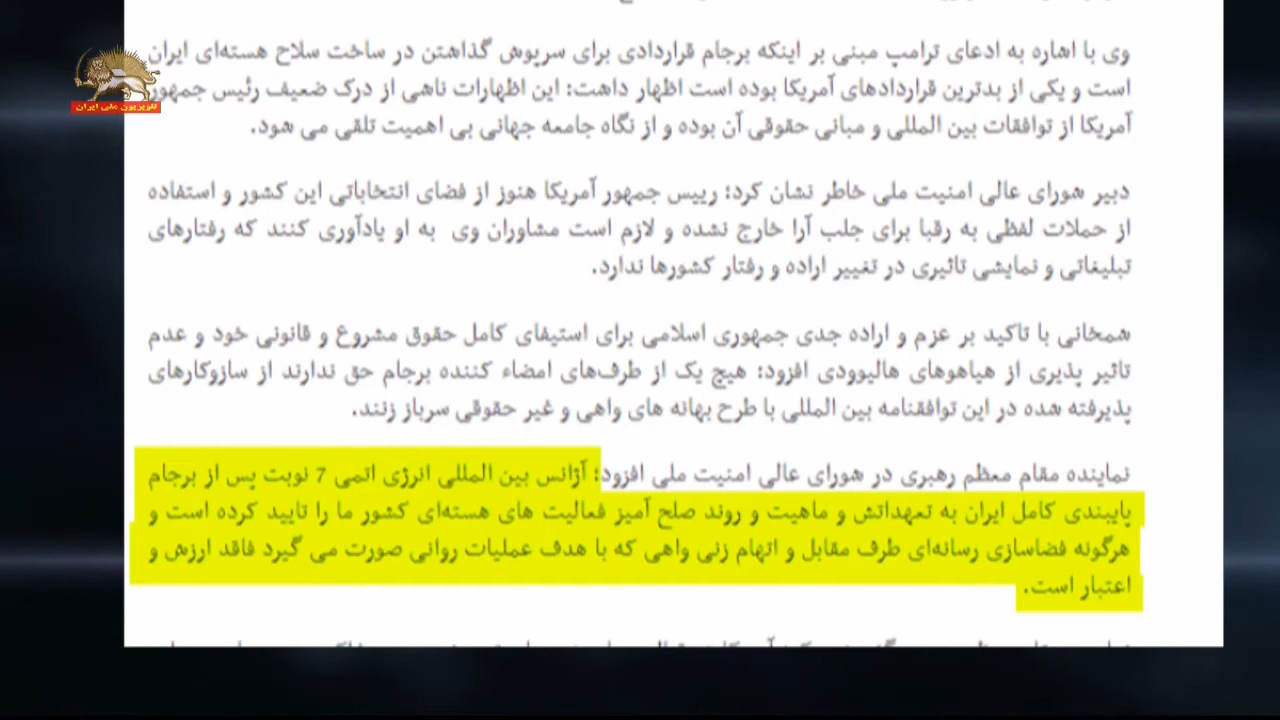 تلویزیون ملی ایران
وی با اشاره به ادعای ترامپ مبنی بر اینکه برجام قراردادی برای سرپوش گذاشتن در ساخت سلاح هسته‌ای ایران
است و یکی از بدترین قراردادهای آمریکا بوده است اظهار داشت: این اظهارات ناشی از درک ضعیف رئیس جمهور
آمریکا از توافقات بین المللی و مبانی حقوقی آن بوده و از نگاه جامعه جهانی بی اهمیت تلقی می شود.
دبیر شورای عالی امنیت ملی خاطر نشان کرد؛ رییس جمهور آمریکا هنوز از فضای انتخاباتی این کشور و استفاده
از حملات لفظی به رقبا برای جلب آرا خارج نشده و لازم است مشاوران وی به او یادآوری کنند که رفتارهای
تبلیغاتی و نمایشی تاثیری در تغییر اراده و رفتار کشورها ندارد.
شمخانی با تاکید بر عزم و اراده جدی جمهوری اسلامی برای استیفای کامل حقوق مشروع و قانونی خود و عدم
تاثیر پذیری از هیاهوهای هالیوودی افزود: هیچ یک از طرف‌های امضاء کننده برجام حق ندارند از سازوکارهای
پذیرفته شده در این توافقنامه بین المللی با طرح بهانه های واهی و غیر حقوقی سرباز زنند.
نماینده مقام معظم رهبری در شورای عالی امنیت ملی افزود؛ آژانس بین المللی انرژی اتمی 7 نوبت پس از برجام
پایبندی کامل ایران به تعهداتش و ماهیت و روند صلح آمیز فعالیت های هسته‌ای کشور ما را تایید کرده است و
هرگونه فضاسازی رسانه‌ای طرف مقابل و اتهام زنی واهی که با هدف عملیات روانی صورت می گیرد فاقد ارزش و
اعتبار است.